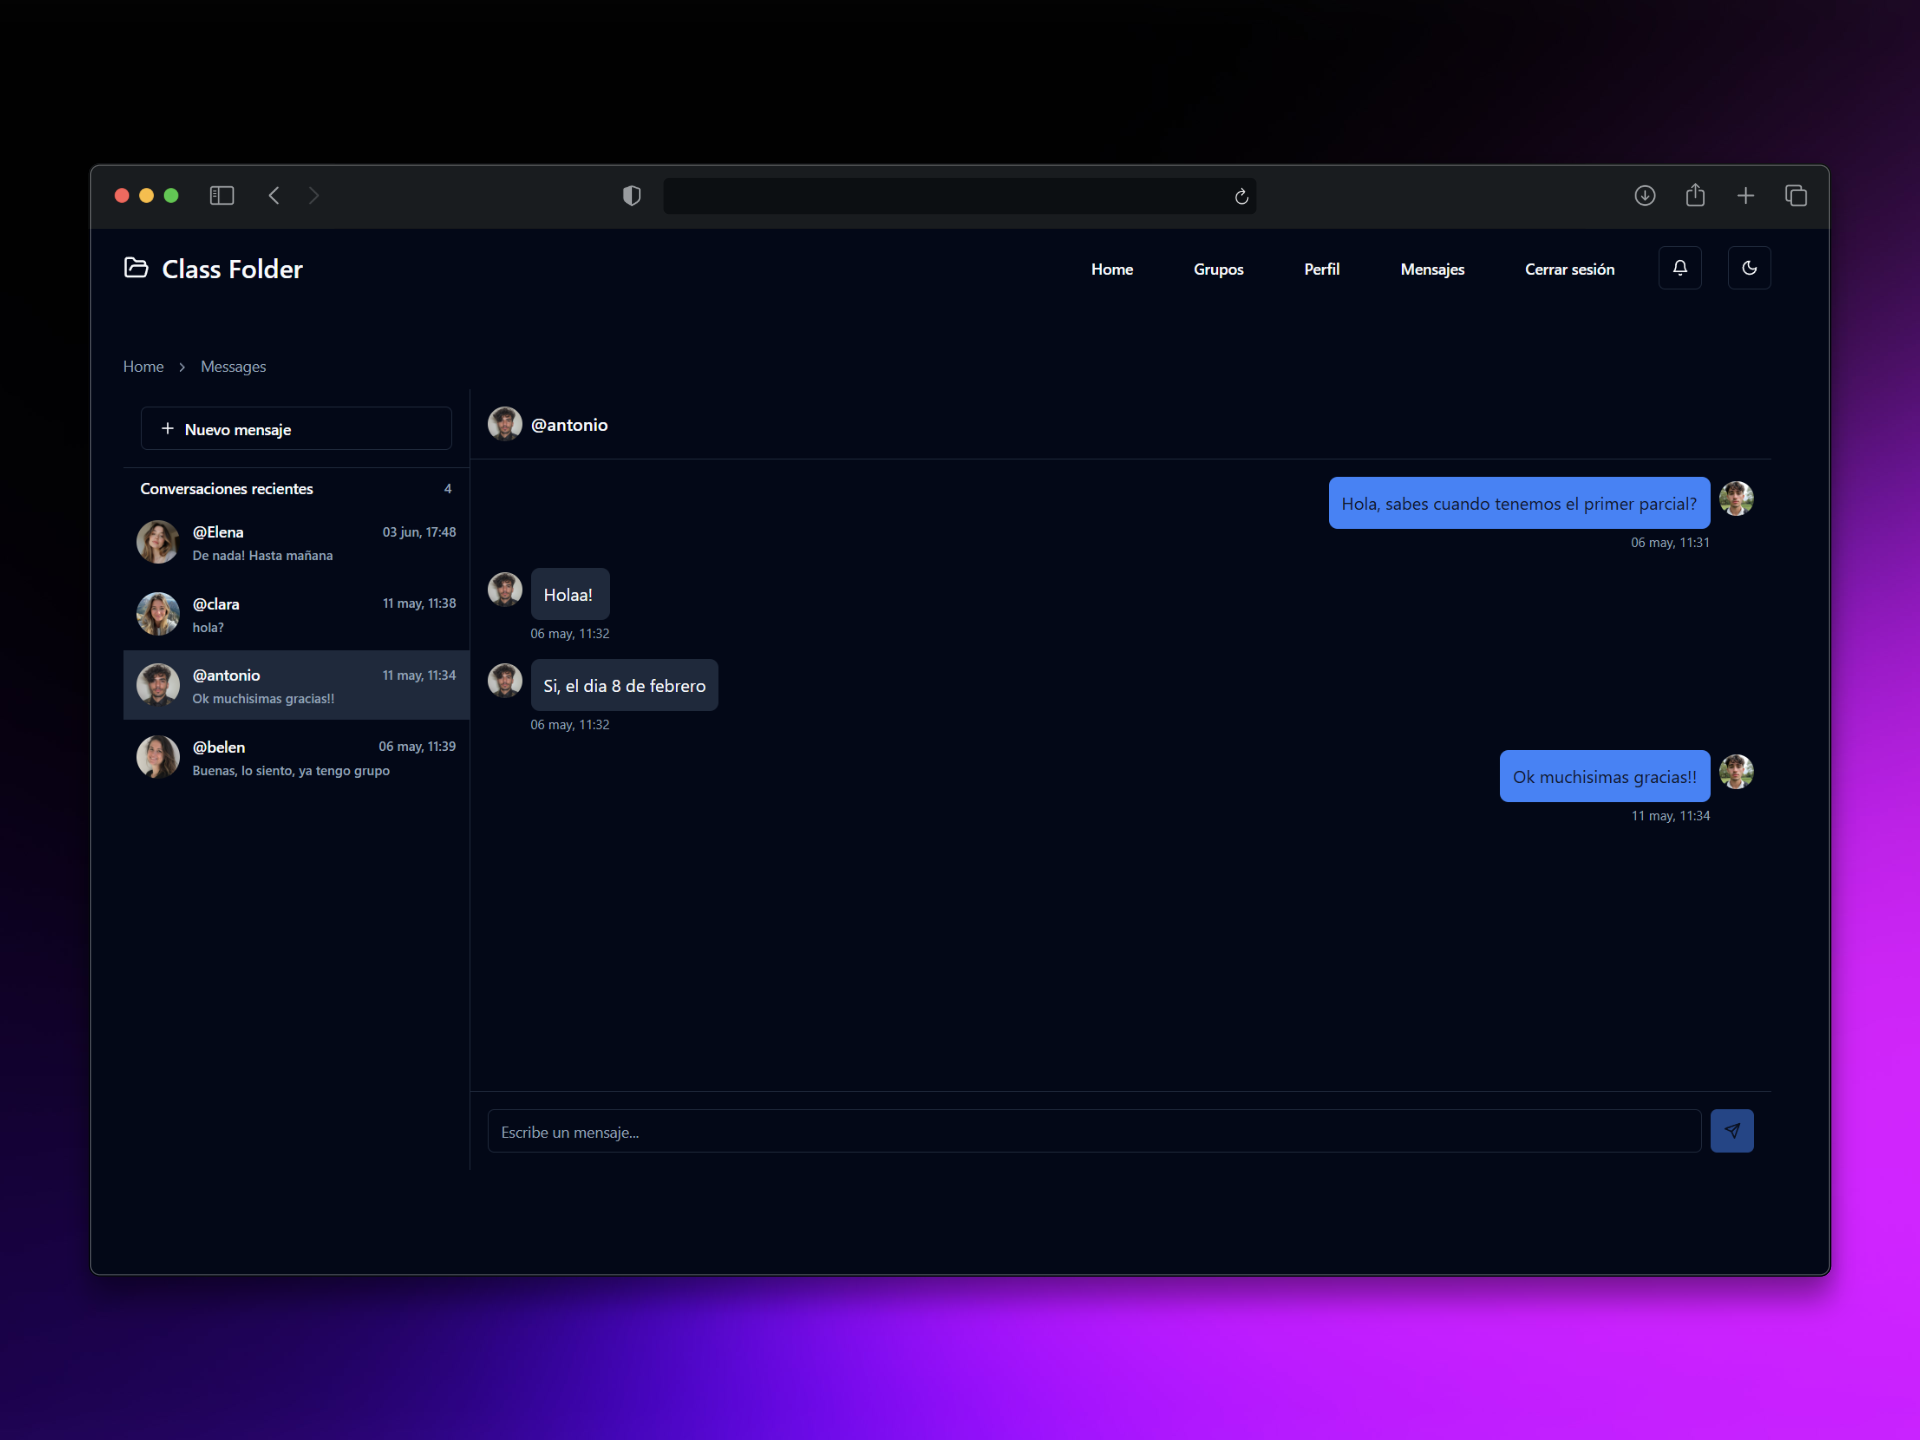 Class Folder
Home
Grupos
Perfil
Mensajes
Cerrar sesión
Home > Messages
+ Nuevo mensaje
Conversaciones recientes 4
@Elena 03 jun, 17:48
De nada! Hasta mañana
@clara 11 may, 11:38
hola?
@antonio 11 may, 11:34
Ok muchisimas gracias!!
@belen 06 may, 11:39
Buenas, lo siento, ya tengo grupo
@antonio
Hola, sabes cuando tenemos el primer parcial?
06 may, 11:31
Holaa!
06 may, 11:32
Si, el dia 8 de febrero
06 may, 11:32
Ok muchisimas gracias!!
11 may, 11:34
Escribe un mensaje...